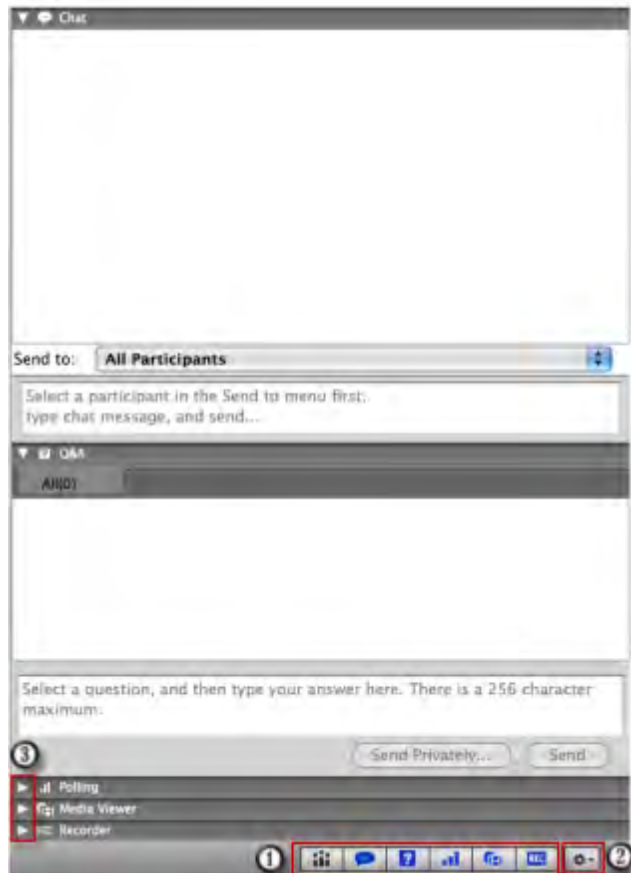 Chat
Send to: All Participants
Select a participant in the Send to menu first,
type chat message, and send...
Q&A
All(0)
Select a question, and then type your answer here. There is a 256 character
maximum.
③
Send Privately... Send
Polling
Media Viewer
Recorder
① ? REC ②